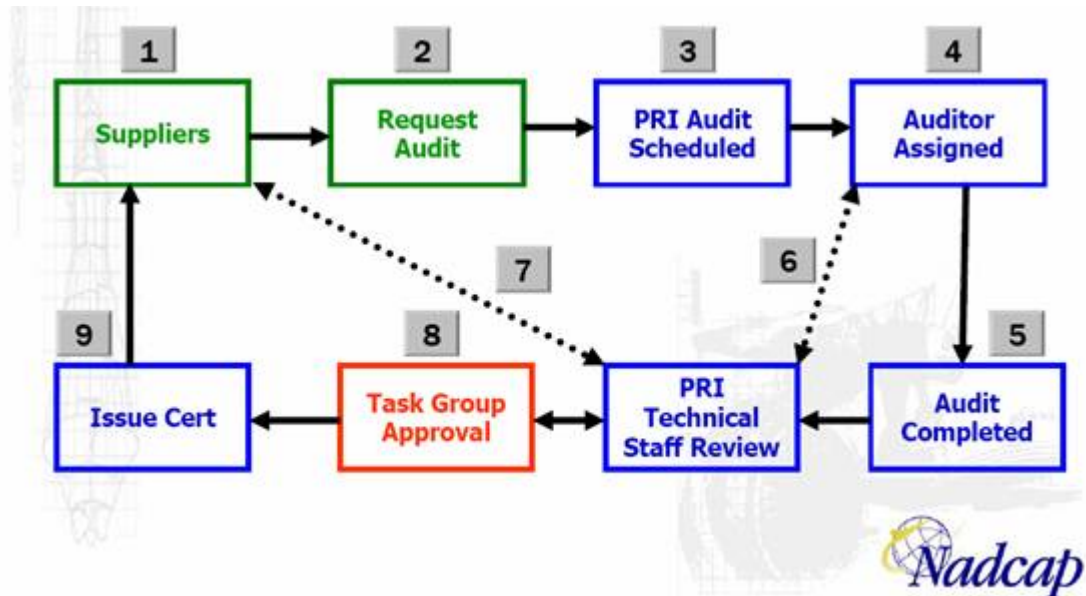 1
2
3
4
Suppliers
Request
Audit
PRI Audit
Scheduled
Auditor
Assigned
7
6
9
8
5
Issue Cert
Task Group
Approval
PRI
Technical
Staff Review
Audit
Completed
Nadcap